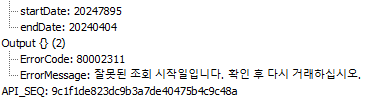 startDate: 20247895
endDate: 20240404
Output {} (2)
ErrorCode: 80002311
ErrorMessage: 잘못된 조회 시작일입니다. 확인 후 다시 거래하십시오.
API_SEQ: 9c1f1de823dc9b3a7de40475b4c9c48a